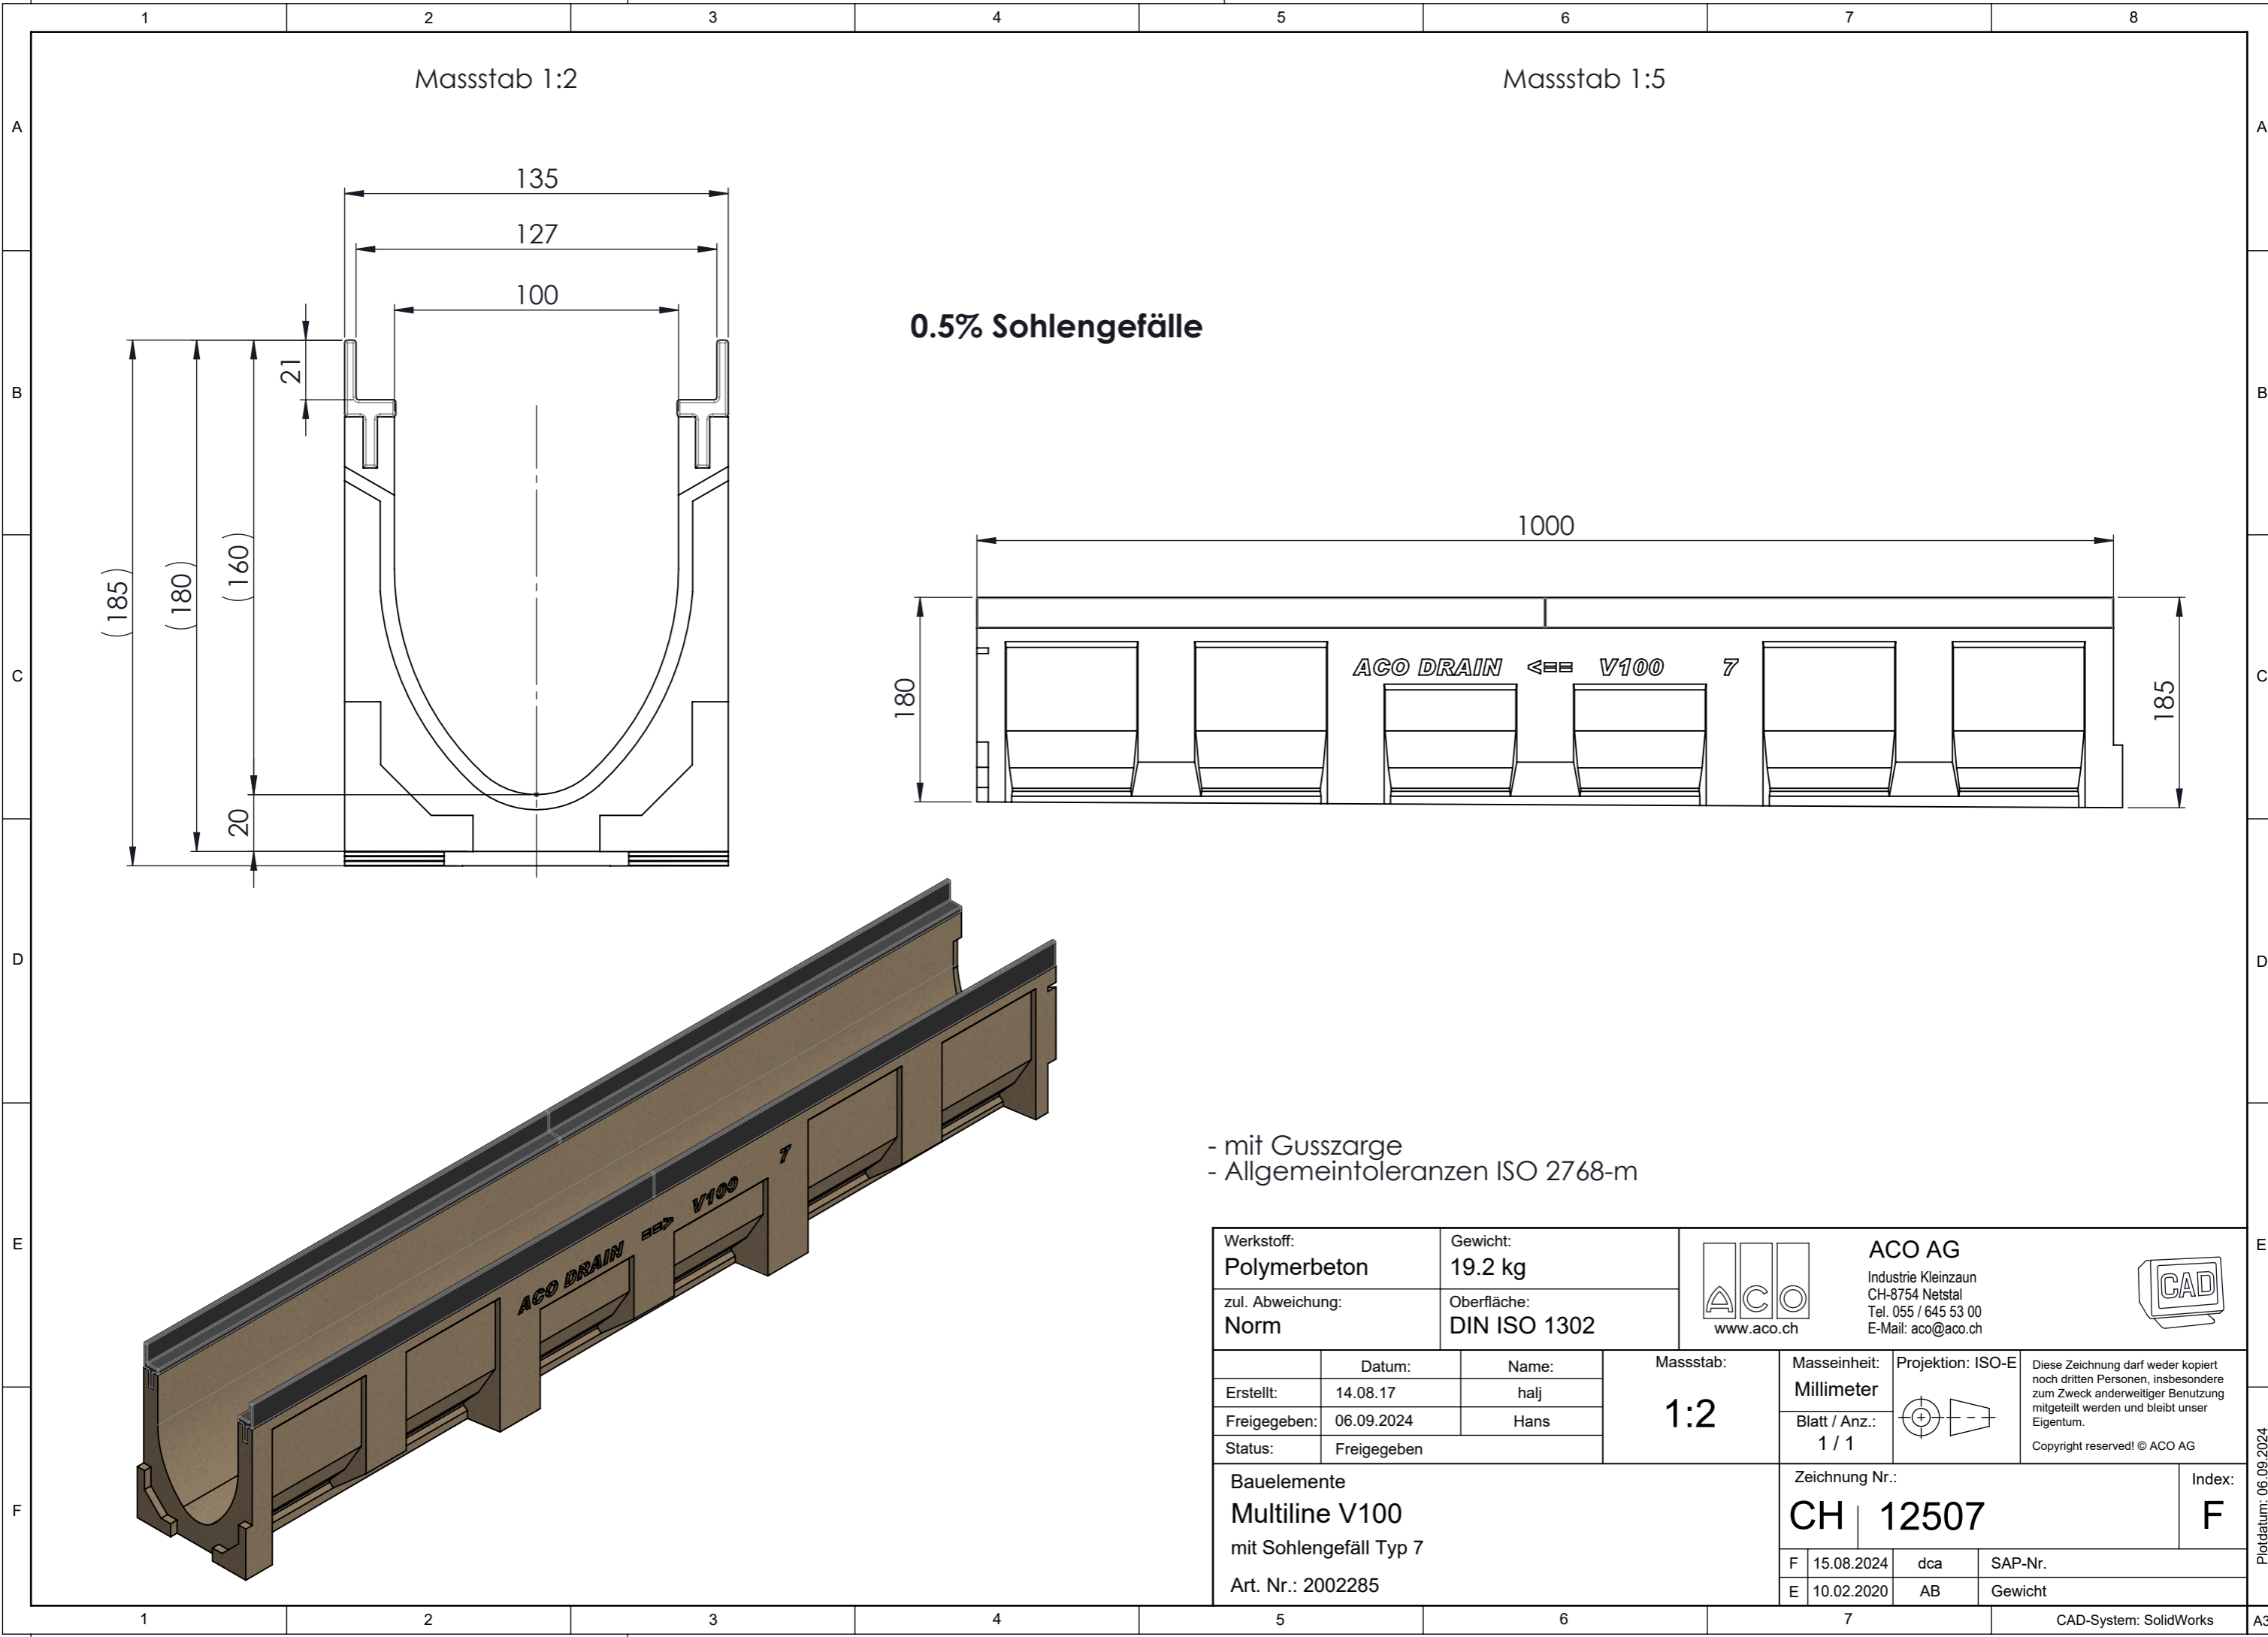 1 2 3 4 5 6 7 8
Massstab 1:2
Massstab 1:5
A A
135
127
100
0.5% Sohlengefälle
21
B B
(185)
(180)
(160)
20
1000
180
185
ACO DRAIN <== V100 7
C C
D D
ACO DRAIN ==> V100 7
- mit Gusszarge
- Allgemeintoleranzen ISO 2768-m
E E
Werkstoff:
Polymerbeton
Gewicht:
19.2 kg
zul. Abweichung:
Norm
Oberfläche:
DIN ISO 1302
ACO
www.aco.ch
ACO AG
Industrie Kleinzaun
CH-8754 Netstal
Tel. 055 / 645 53 00
E-Mail: aco@aco.ch
CAD
Datum: Name:
Erstellt: 14.08.17 halj
Freigegeben: 06.09.2024 Hans
Status: Freigegeben
Massstab:
1:2
Masseinheit:
Millimeter
Blatt / Anz.:
1 / 1
Projektion: ISO-E
Diese Zeichnung darf weder kopiert
noch dritten Personen, insbesondere
zum Zweck anderweitiger Benutzung
mitgeteilt werden und bleibt unser
Eigentum.
Copyright reserved! © ACO AG
F F
Bauelemente
Multiline V100
mit Sohlengefäll Typ 7
Art. Nr.: 2002285
Zeichnung Nr.:
CH 12507
Index:
F
F 15.08.2024 dca SAP-Nr.
E 10.02.2020 AB Gewicht
Plotdatum: 06.09.2024
1 2 3 4 5 6 7 CAD-System: SolidWorks A3